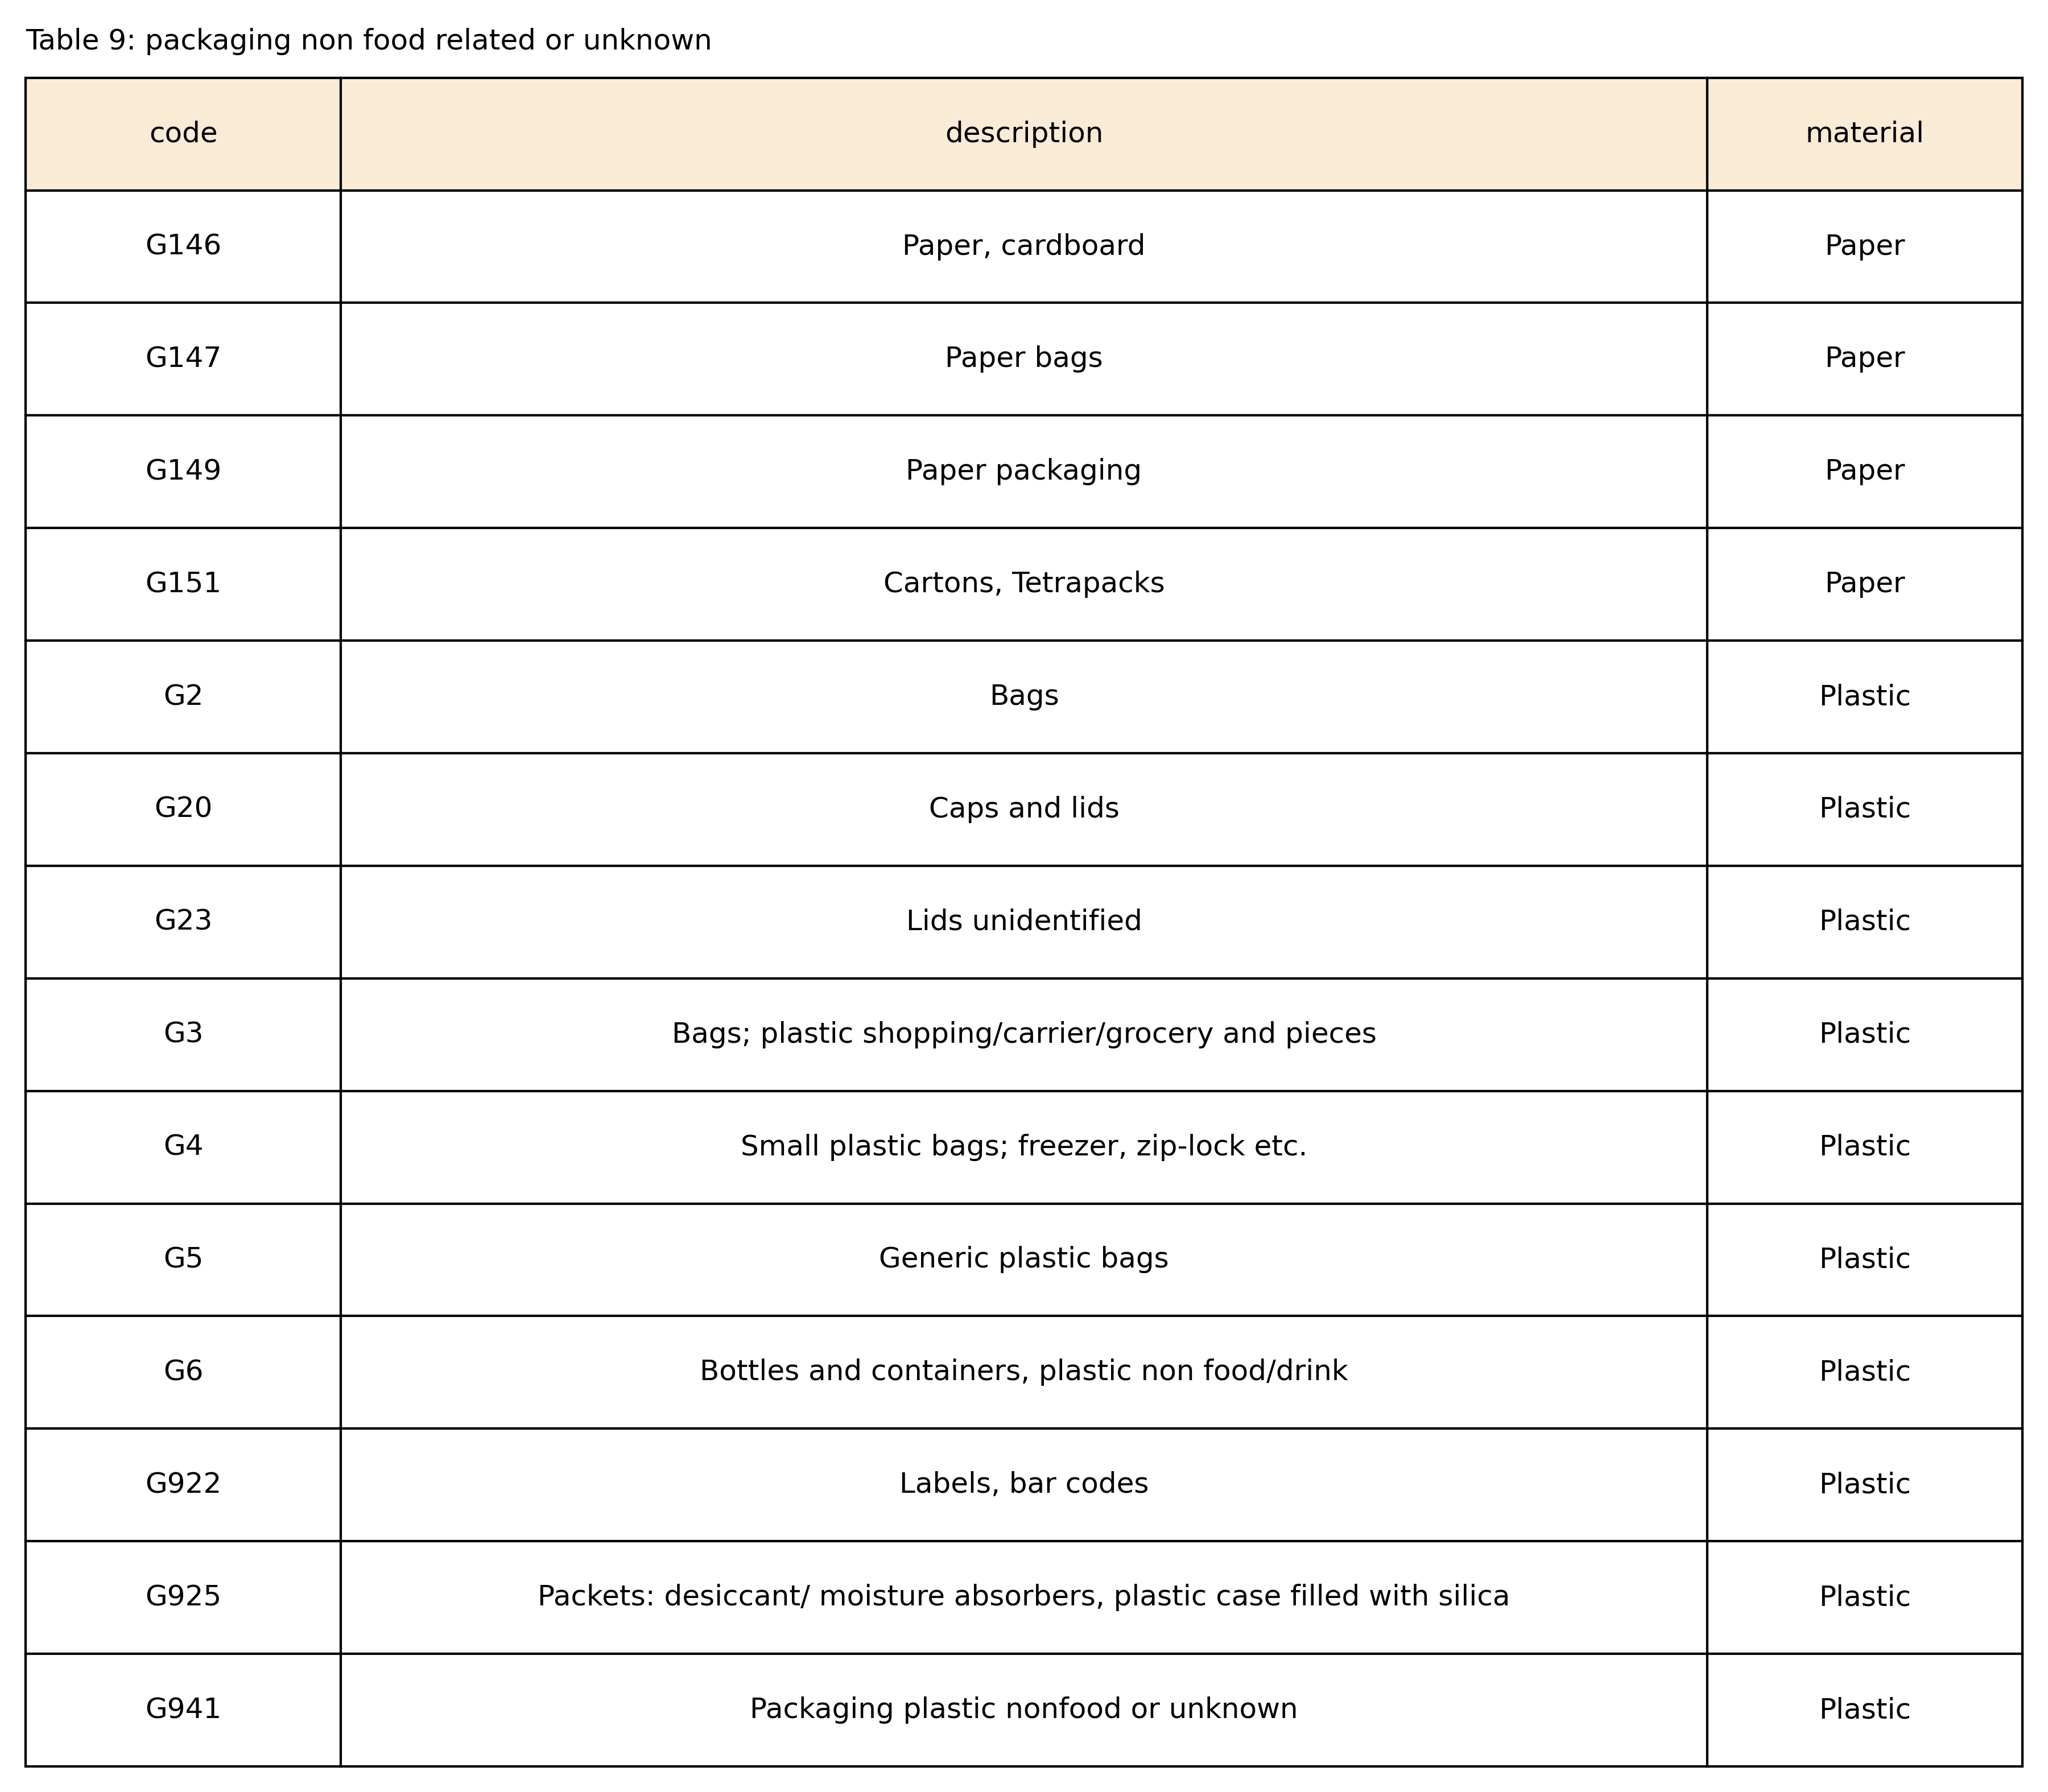 Table 9: packaging non food related or unknown
code description material
G146 Paper, cardboard Paper
G147 Paper bags Paper
G149 Paper packaging Paper
G151 Cartons, Tetrapacks Paper
G2 Bags Plastic
G20 Caps and lids Plastic
G23 Lids unidentified Plastic
G3 Bags; plastic shopping/carrier/grocery and pieces Plastic
G4 Small plastic bags; freezer, zip-lock etc. Plastic
G5 Generic plastic bags Plastic
G6 Bottles and containers, plastic non food/drink Plastic
G922 Labels, bar codes Plastic
G925 Packets: desiccant/ moisture absorbers, plastic case filled with silica Plastic
G941 Packaging plastic nonfood or unknown Plastic